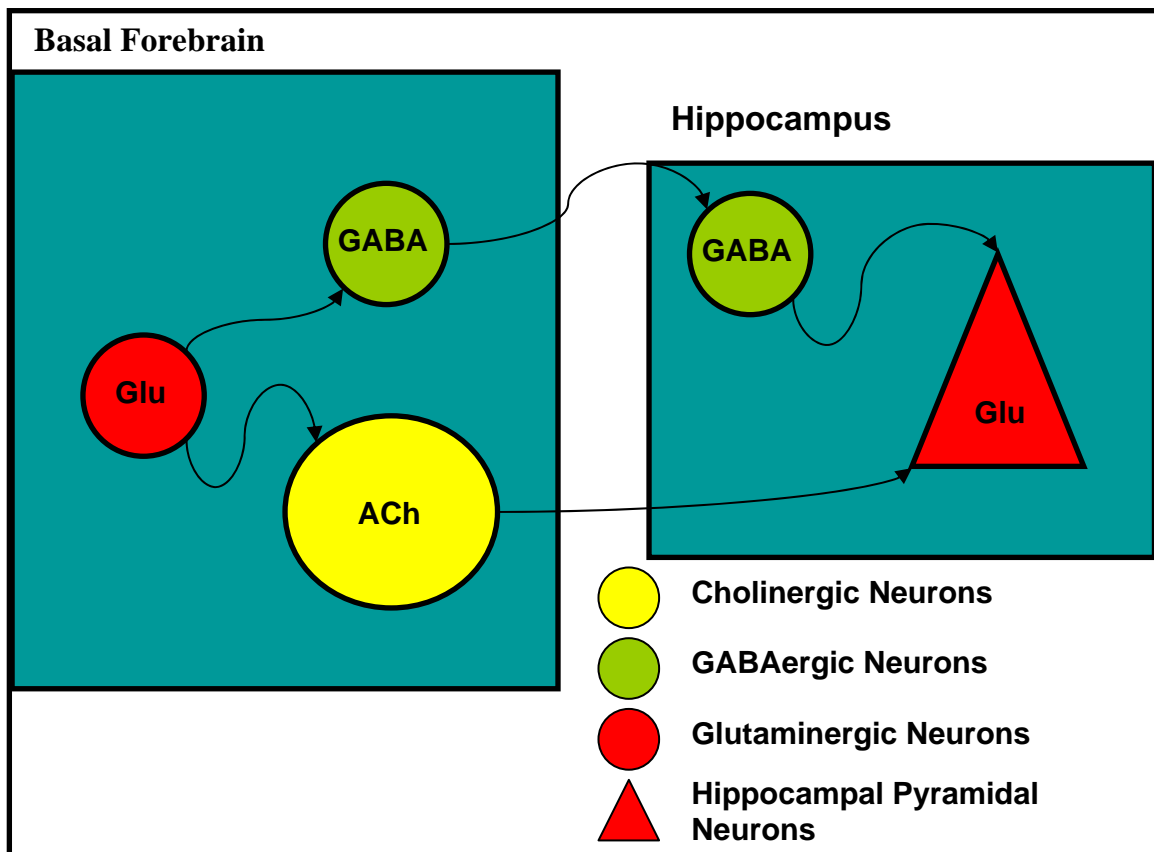 Basal Forebrain
Hippocampus
GABA
GABA
Glu
Glu
ACh
Cholinergic Neurons
GABAergic Neurons
Glutaminergic Neurons
Hippocampal Pyramidal
Neurons